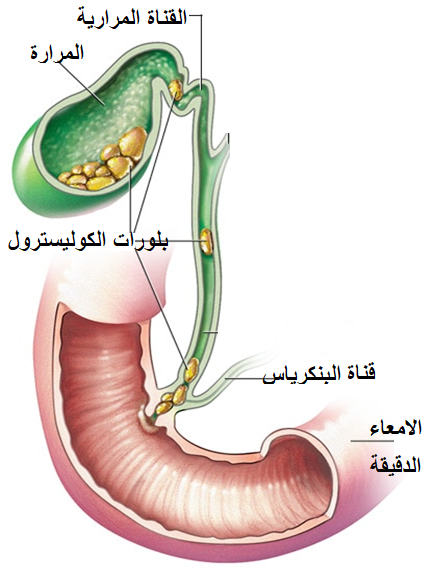 القناة المرارية
المرارة
بلورات الكوليسترول
قناة البنكرياس
الامعاء
الدقيقة